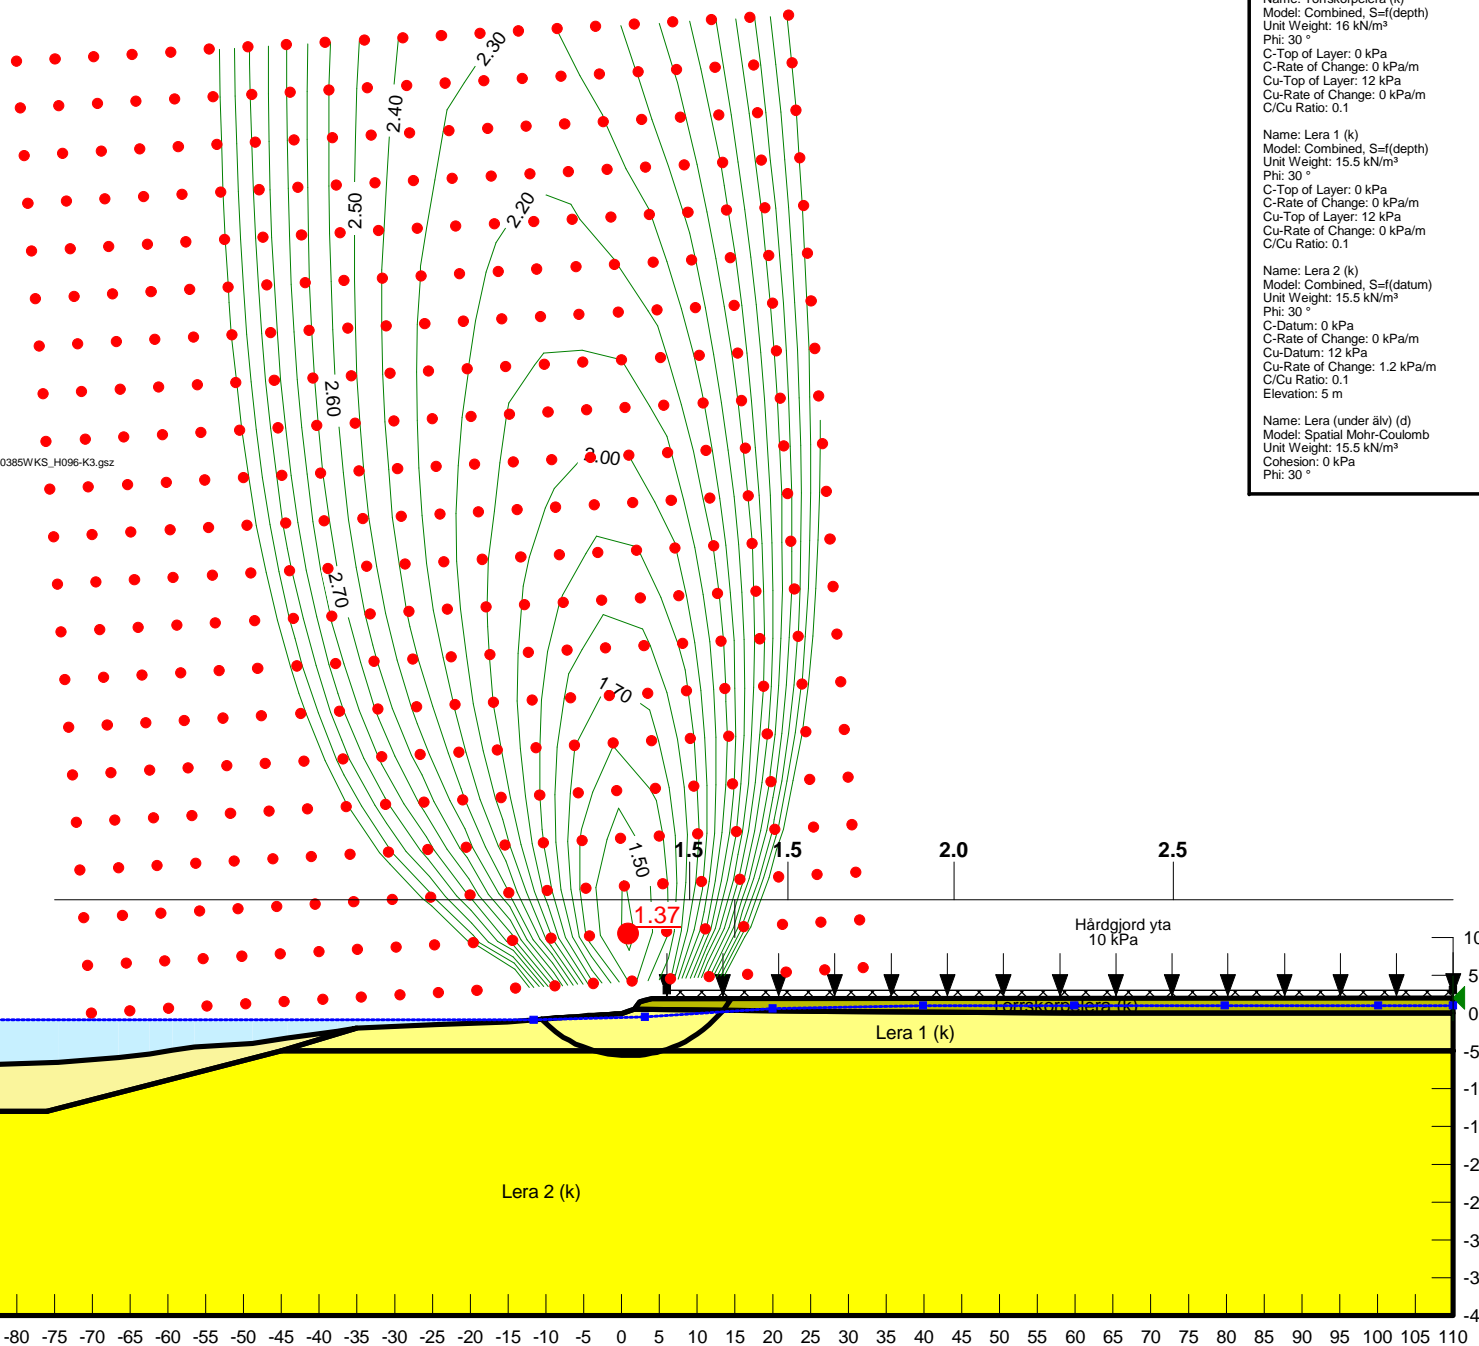 Name: Torrskorpelera (k)
Model: Combined, S=f(depth)
Unit Weight: 16 kN/m³
Phi: 30 °
C-Top of Layer: 0 kPa
C-Rate of Change: 0 kPa/m
Cu-Top of Layer: 12 kPa
Cu-Rate of Change: 0 kPa/m
C/Cu Ratio: 0.1
Name: Lera 1 (k)
Model: Combined, S=f(depth)
Unit Weight: 15.5 kN/m³
Phi: 30 °
C-Top of Layer: 0 kPa
C-Rate of Change: 0 kPa/m
Cu-Top of Layer: 12 kPa
Cu-Rate of Change: 0 kPa/m
C/Cu Ratio: 0.1
Name: Lera 2 (k)
Model: Combined, S=f(datum)
Unit Weight: 15.5 kN/m³
Phi: 30 °
C-Datum: 0 kPa
C-Rate of Change: 0 kPa/m
Cu-Datum: 12 kPa
Cu-Rate of Change: 1.2 kPa/m
C/Cu Ratio: 0.1
Elevation: 5 m
Name: Lera (under älv) (d)
Model: Spatial Mohr-Coulomb
Unit Weight: 15.5 kN/m³
Cohesion: 0 kPa
Phi: 30 °
2.30
2.40
2.50
2.20
2.60
0385WKS_H096-K3.gsz
2.00
2.70
1.70
1.50
1.5 1.5 2.0 2.5
1.37
Hårdgjord yta
10 kPa
Torrskorpelera (k)
Lera 1 (k)
Lera 2 (k)
10
5
0
-5
-1
-1
-2
-2
-3
-3
-4
-80 -75 -70 -65 -60 -55 -50 -45 -40 -35 -30 -25 -20 -15 -10 -5 0 5 10 15 20 25 30 35 40 45 50 55 60 65 70 75 80 85 90 95 100 105 110